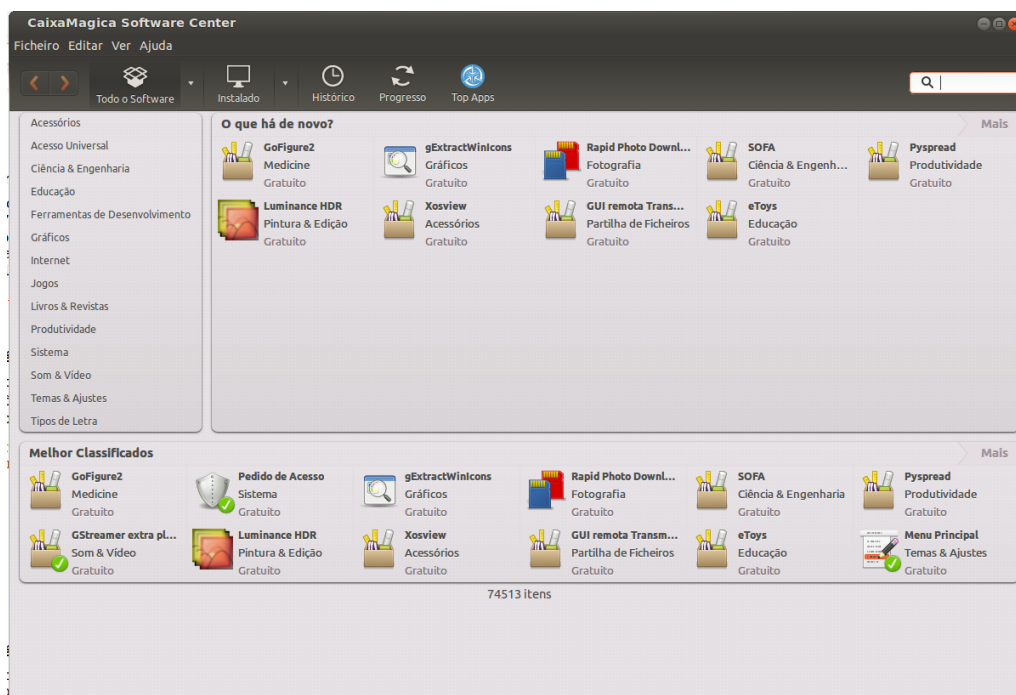 CaixaMagica Software Center
Ficheiro Editar Ver Ajuda
Todo o Software
Instalado
Histórico
Progresso
Top Apps
Acessórios
Acesso Universal
Ciência & Engenharia
Educação
Ferramentas de Desenvolvimento
Gráficos
Internet
Jogos
Livros & Revistas
Produtividade
Sistema
Som & Vídeo
Temas & Ajustes
Tipos de Letra
O que há de novo?
Mais
GoFigure2
Medicine
Gratuito
gExtractWinIcons
Gráficos
Gratuito
Rapid Photo Downl...
Fotografia
Gratuito
SOFA
Ciência & Engenh...
Gratuito
Pyspread
Produtividade
Gratuito
Luminance HDR
Pintura & Edição
Gratuito
Xosview
Acessórios
Gratuito
GUI remota Trans...
Partilha de Ficheiros
Gratuito
eToys
Educação
Gratuito
Melhor Classificados
Mais
GoFigure2
Medicine
Gratuito
Pedido de Acesso
Sistema
Gratuito
gExtractWinIcons
Gráficos
Gratuito
Rapid Photo Downl...
Fotografia
Gratuito
SOFA
Ciência & Engenharia
Gratuito
Pyspread
Produtividade
Gratuito
GStreamer extra pl...
Som & Vídeo
Gratuito
Luminance HDR
Pintura & Edição
Gratuito
Xosview
Acessórios
Gratuito
GUI remota Transm...
Partilha de Ficheiros
Gratuito
eToys
Educação
Gratuito
Menu Principal
Temas & Ajustes
Gratuito
74513 itens